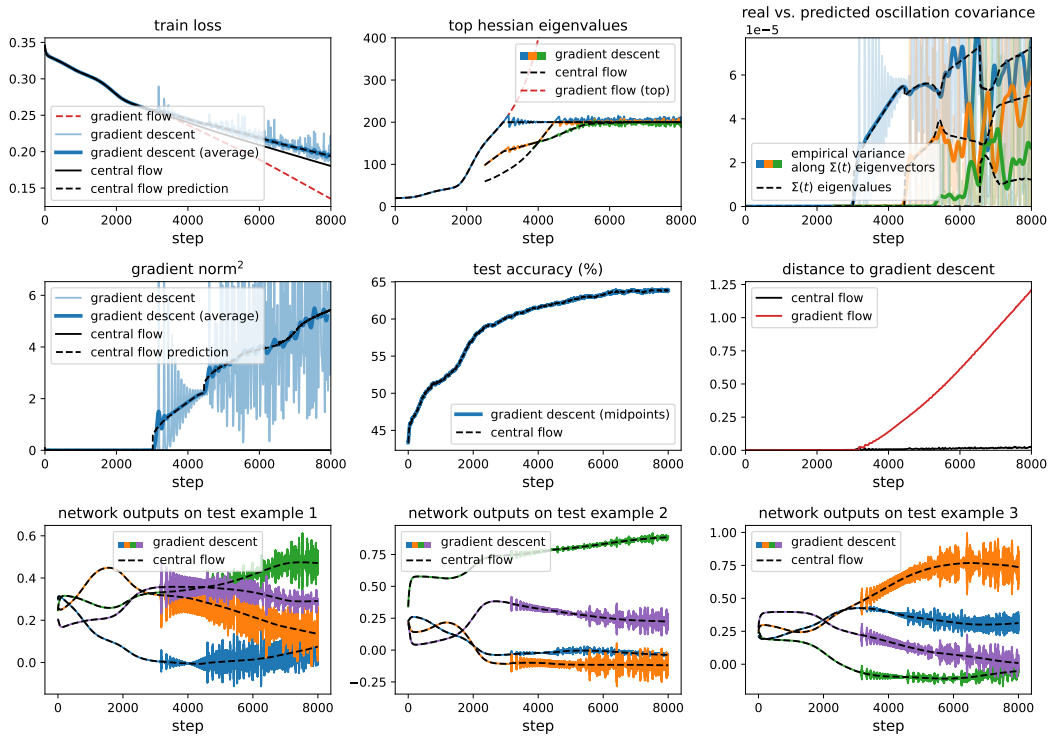 train loss
0.35
0.30
0.25
0.20
0.15
gradient flow
gradient descent
gradient descent (average)
central flow
central flow prediction
0 2000 4000 6000 8000
step
top hessian eigenvalues
400
350
300
250
200
150
100
50
0
gradient descent
central flow
gradient flow (top)
0 2000 4000 6000 8000
step
real vs. predicted oscillation covariance
1e−5
6
4
2
0
empirical variance
along Σ(t) eigenvectors
Σ(t) eigenvalues
0 2000 4000 6000 8000
step
gradient norm²
6
4
2
0
gradient descent
gradient descent (average)
central flow
central flow prediction
0 2000 4000 6000 8000
step
test accuracy (%)
65
60
55
50
45
gradient descent (midpoints)
central flow
0 2000 4000 6000 8000
step
distance to gradient descent
1.25
1.00
0.75
0.50
0.25
0.00
central flow
gradient flow
0 2000 4000 6000 8000
step
network outputs on test example 1
0.6
0.4
0.2
0.0
gradient descent
central flow
0 2000 4000 6000 8000
step
network outputs on test example 2
0.75
0.50
0.25
0.00
−0.25
gradient descent
central flow
0 2000 4000 6000 8000
step
network outputs on test example 3
1.00
0.75
0.50
0.25
0.00
gradient descent
central flow
0 2000 4000 6000 8000
step